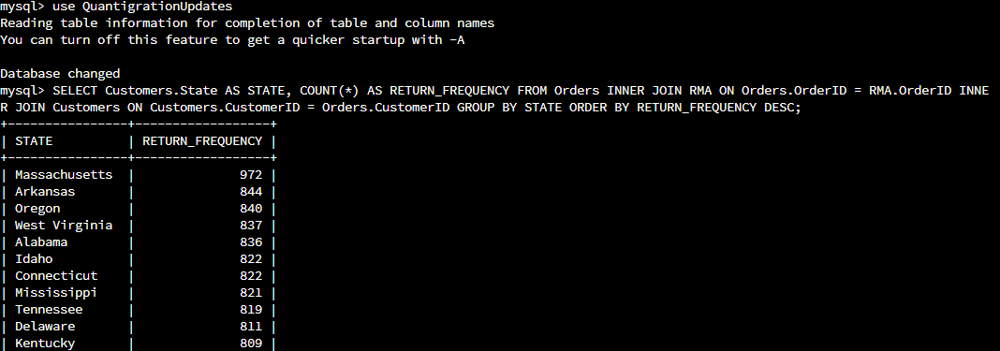 mysql> use QuantigrationUpdates
Reading table information for completion of table and column names
You can turn off this feature to get a quicker startup with -A
Database changed
mysql> SELECT Customers.State AS STATE, COUNT(*) AS RETURN_FREQUENCY FROM Orders INNER JOIN RMA ON Orders.OrderID = RMA.OrderID INNE
R JOIN Customers ON Customers.CustomerID = Orders.CustomerID GROUP BY STATE ORDER BY RETURN_FREQUENCY DESC;
+----------------+------------------+
| STATE          | RETURN_FREQUENCY |
+----------------+------------------+
| Massachusetts  |              972 |
| Arkansas       |              844 |
| Oregon         |              840 |
| West Virginia  |              837 |
| Alabama        |              836 |
| Idaho          |              822 |
| Connecticut    |              822 |
| Mississippi    |              821 |
| Tennessee      |              819 |
| Delaware       |              811 |
| Kentucky       |              809 |